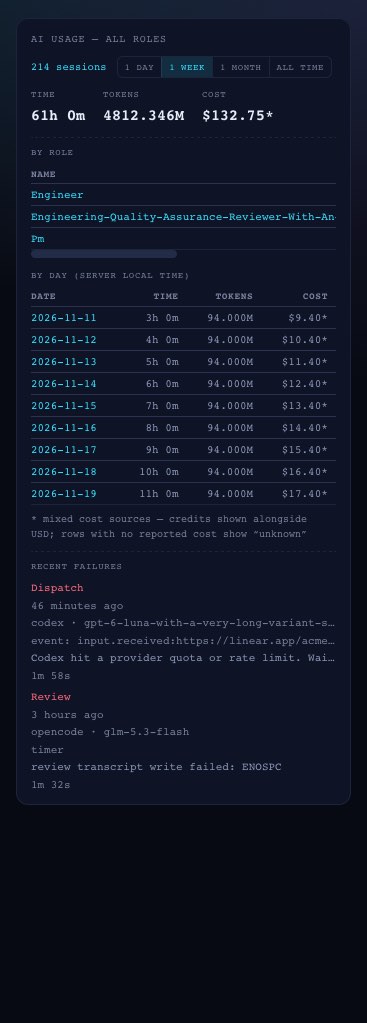 AI USAGE — ALL ROLES
214 sessions 1 DAY 1 WEEK 1 MONTH ALL TIME
TIME TOKENS COST
61h 0m 4812.346M $132.75*
BY ROLE
NAME
Engineer
Engineering-Quality-Assurance-Reviewer-With-An-
Pm
BY DAY (SERVER LOCAL TIME)
DATE TIME TOKENS COST
2026-11-11 3h 0m 94.000M $9.40*
2026-11-12 4h 0m 94.000M $10.40*
2026-11-13 5h 0m 94.000M $11.40*
2026-11-14 6h 0m 94.000M $12.40*
2026-11-15 7h 0m 94.000M $13.40*
2026-11-16 8h 0m 94.000M $14.40*
2026-11-17 9h 0m 94.000M $15.40*
2026-11-18 10h 0m 94.000M $16.40*
2026-11-19 11h 0m 94.000M $17.40*
* mixed cost sources — credits shown alongside
USD; rows with no reported cost show “unknown”
RECENT FAILURES
Dispatch
46 minutes ago
codex · gpt-6-luna-with-a-very-long-variant-s…
event: input.received:https://linear.app/acme…
Codex hit a provider quota or rate limit. Wai…
1m 58s
Review
3 hours ago
opencode · glm-5.3-flash
timer
review transcript write failed: ENOSPC
1m 32s